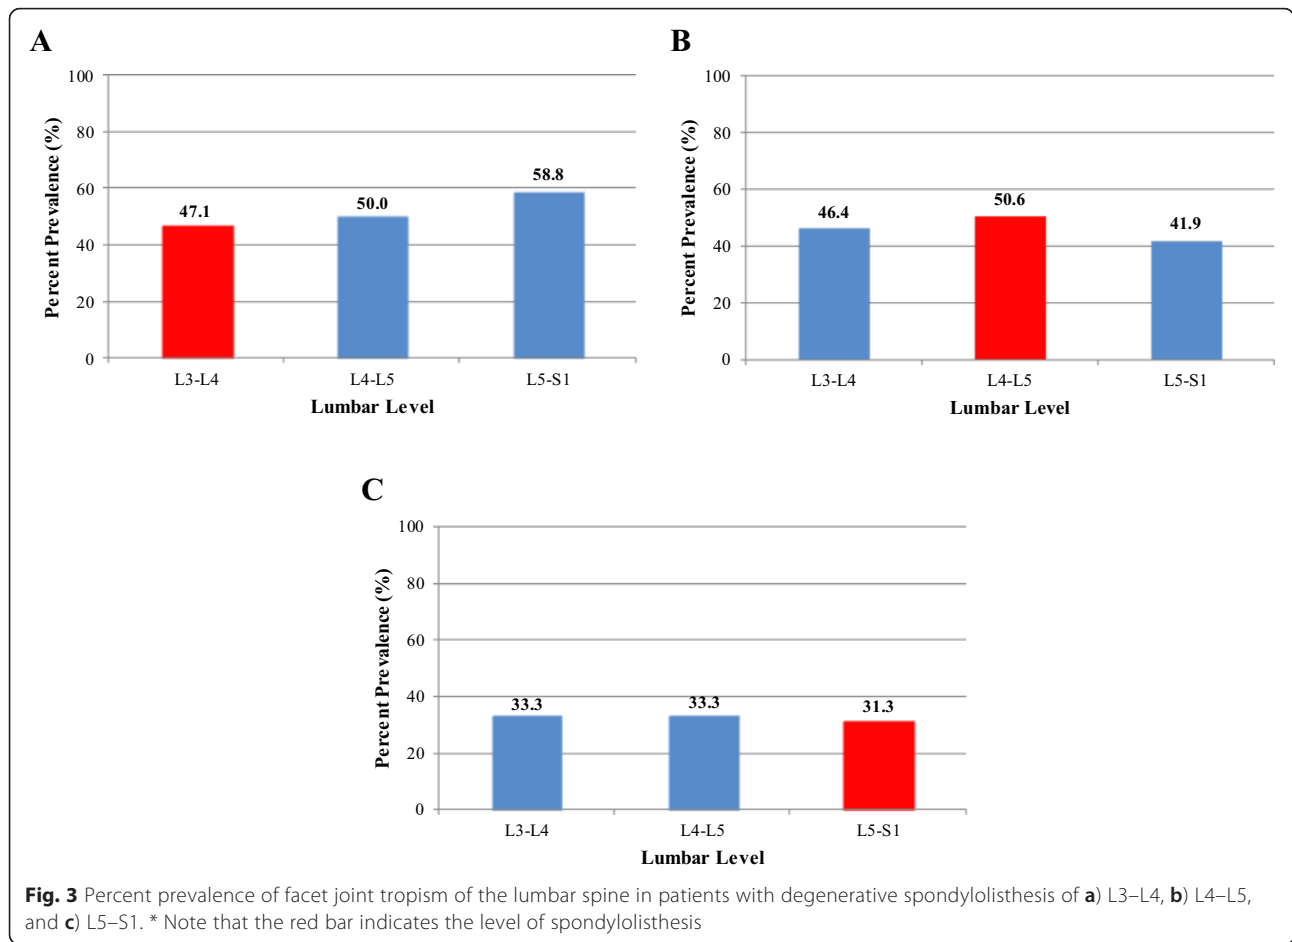 A
Percent Prevalence (%)
100
80
60
40
20
0
47.1
50.0
58.8
L3-L4
L4-L5
L5-S1
Lumbar Level
B
Percent Prevalence (%)
100
80
60
40
20
0
46.4
50.6
41.9
L3-L4
L4-L5
L5-S1
Lumbar Level
C
Percent Prevalence (%)
100
80
60
40
20
0
33.3
33.3
31.3
L3-L4
L4-L5
L5-S1
Lumbar Level
Fig. 3 Percent prevalence of facet joint tropism of the lumbar spine in patients with degenerative spondylolisthesis of a) L3–L4, b) L4–L5,
and c) L5–S1. * Note that the red bar indicates the level of spondylolisthesis